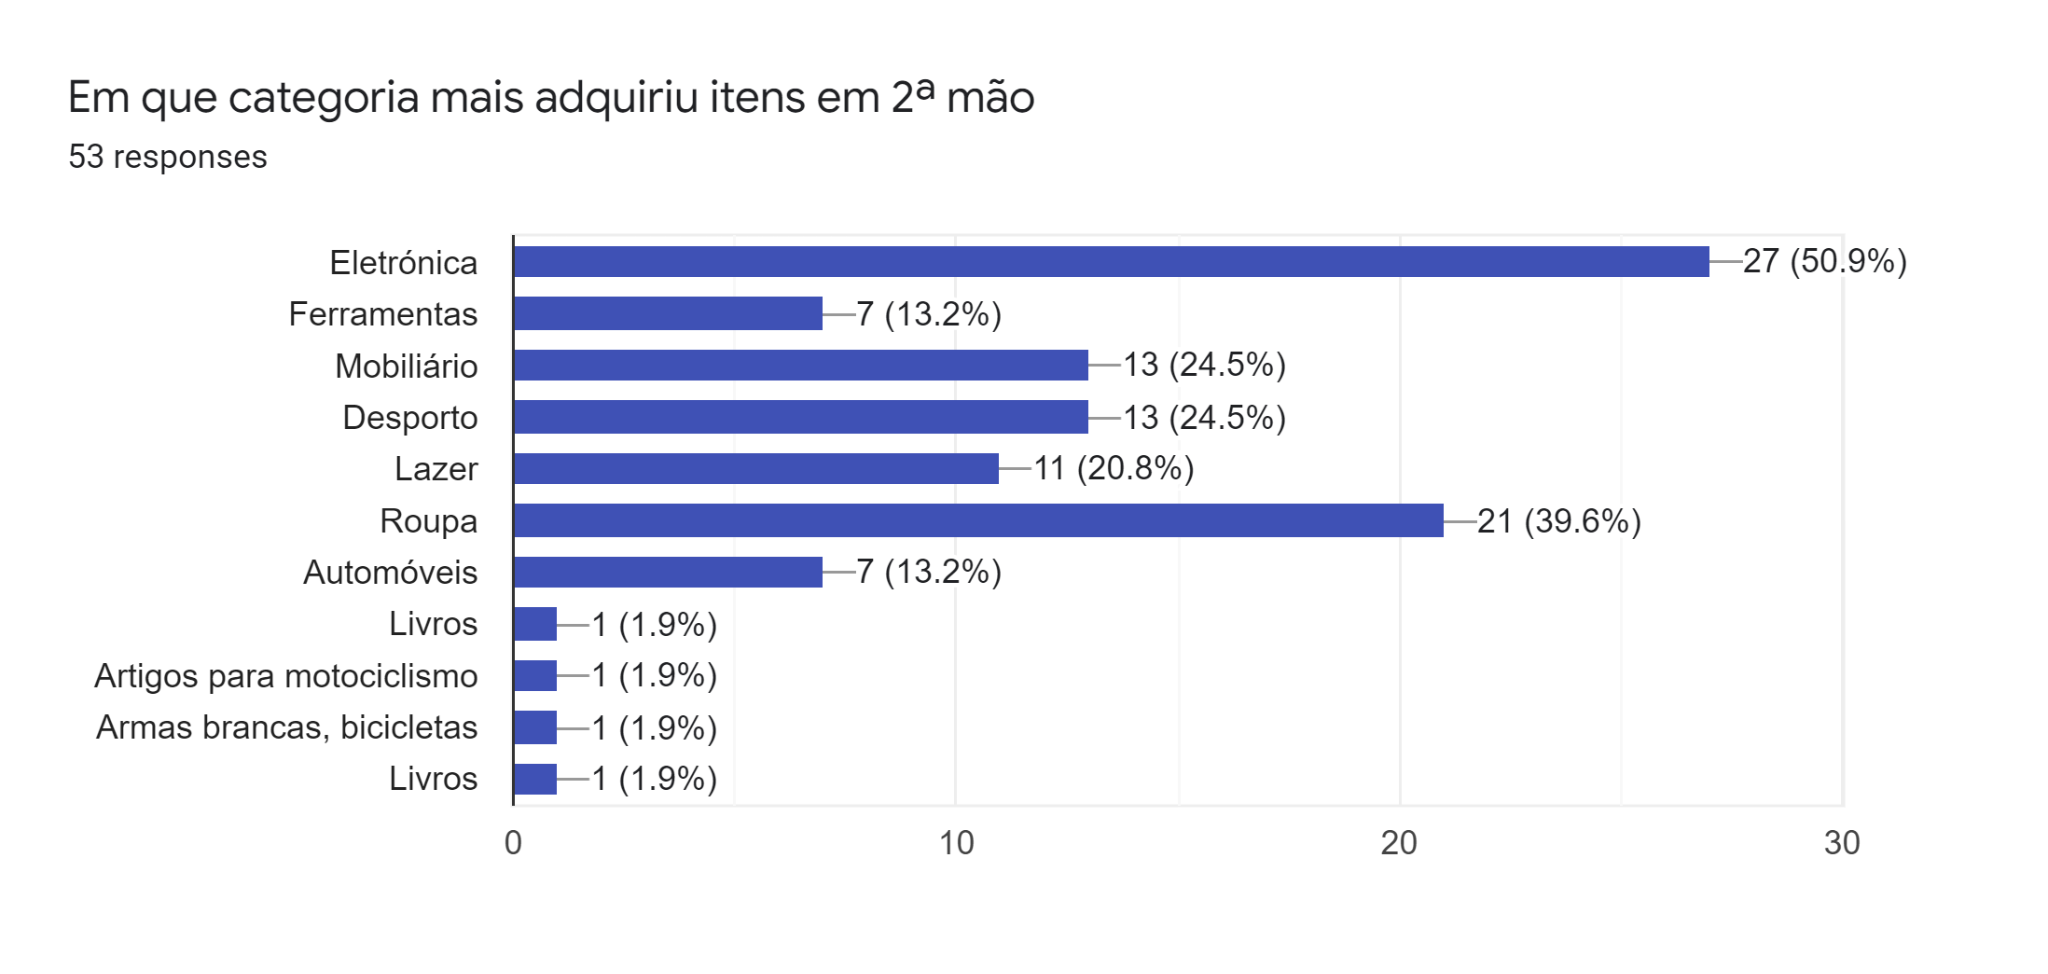 Em que categoria mais adquiriu itens em 2ª mão
53 responses
Eletrónica 27 (50.9%)
Ferramentas 7 (13.2%)
Mobiliário 13 (24.5%)
Desporto 13 (24.5%)
Lazer 11 (20.8%)
Roupa 21 (39.6%)
Automóveis 7 (13.2%)
Livros 1 (1.9%)
Artigos para motociclismo 1 (1.9%)
Armas brancas, bicicletas 1 (1.9%)
Livros 1 (1.9%)
0 10 20 30